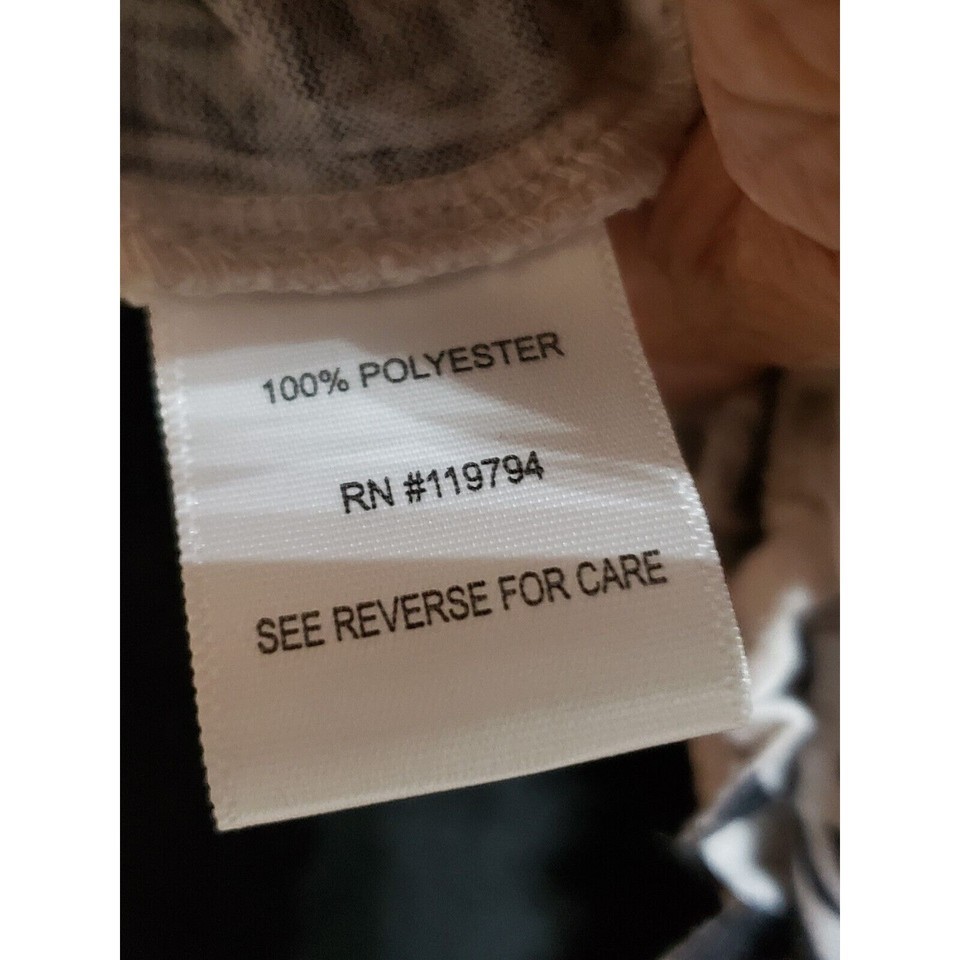 100% POLYESTER
RN #119794
SEE REVERSE FOR CARE